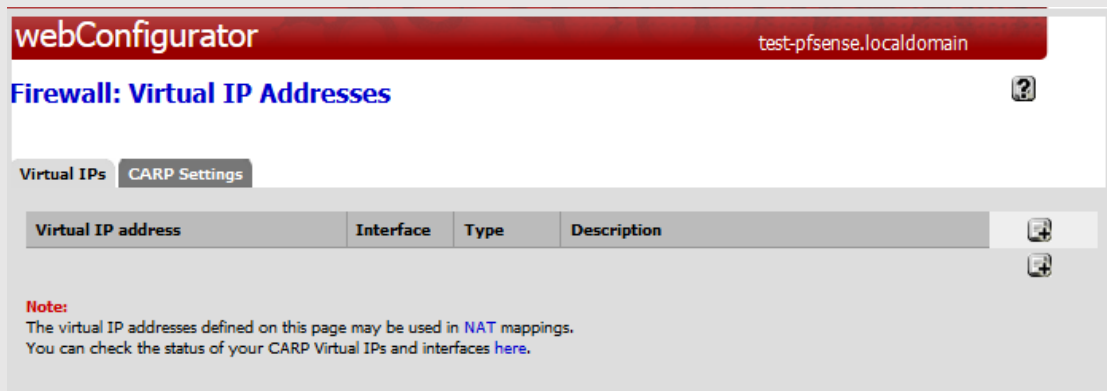 webConfigurator
test-pfsense.localdomain
Firewall: Virtual IP Addresses
Virtual IPs CARP Settings
Virtual IP address Interface Type Description
Note:
The virtual IP addresses defined on this page may be used in NAT mappings.
You can check the status of your CARP Virtual IPs and interfaces here.